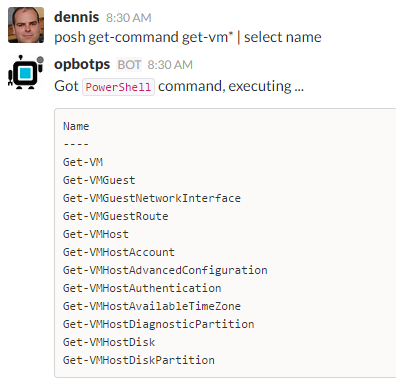 dennis 8:30 AM
posh get-command get-vm* | select name
opbotps BOT 8:30 AM
Got PowerShell command, executing ...
Name
----
Get-VM
Get-VMGuest
Get-VMGuestNetworkInterface
Get-VMGuestRoute
Get-VMHost
Get-VMHostAccount
Get-VMHostAdvancedConfiguration
Get-VMHostAuthentication
Get-VMHostAvailableTimeZone
Get-VMHostDiagnosticPartition
Get-VMHostDisk
Get-VMHostDiskPartition